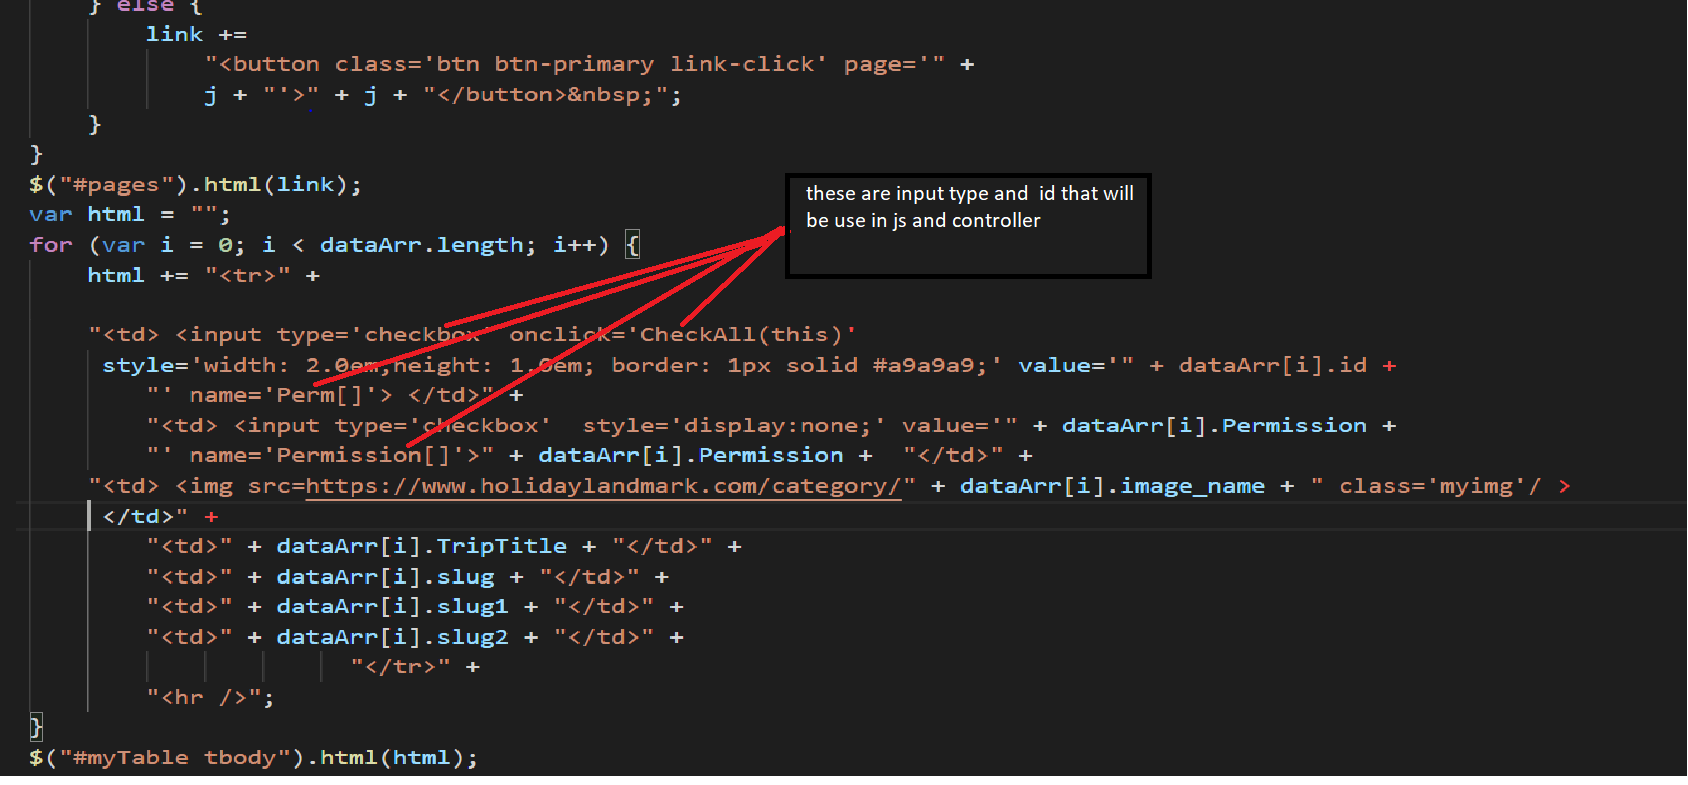 } else {
link +=
"<button class='btn btn-primary link-click' page='" +
j + "'>" + j + "</button>&nbsp;";
}
}
$("#pages").html(link);
var html = "";
for (var i = 0; i < dataArr.length; i++) {
html += "<tr>" +
these are input type and id that will
be use in js and controller
"<td> <input type='checkbox' onclick='CheckAll(this)'
style='width: 2.0em;height: 1.0em; border: 1px solid #a9a9a9;' value='" + dataArr[i].id +
"' name='Perm[]'> </td>" +
"<td> <input type='checkbox'  style='display:none;' value='" + dataArr[i].Permission +
"' name='Permission[]'>" + dataArr[i].Permission +  "</td>" +
"<td> <img src=https://www.holidaylandmark.com/category/" + dataArr[i].image_name + " class='myimg'/ >
</td>" +
"<td>" + dataArr[i].TripTitle + "</td>" +
"<td>" + dataArr[i].slug + "</td>" +
"<td>" + dataArr[i].slug1 + "</td>" +
"<td>" + dataArr[i].slug2 + "</td>" +
"</tr>" +
"<hr />";
}
$("#myTable tbody").html(html);